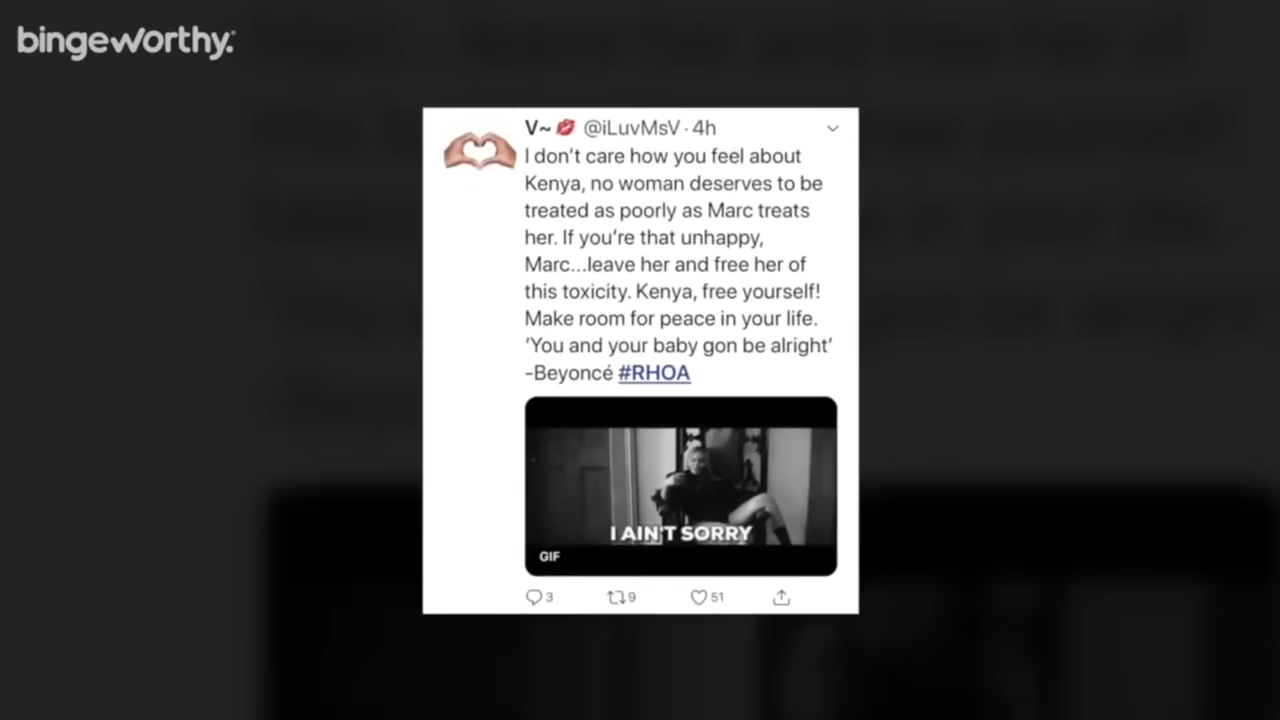 bingeworthy.
V~ 💋 @iLuvMsV · 4h
I don't care how you feel about
Kenya, no woman deserves to be
treated as poorly as Marc treats
her. If you're that unhappy,
Marc...leave her and free her of
this toxicity. Kenya, free yourself!
Make room for peace in your life.
'You and your baby gon be alright'
-Beyoncé #RHOA
I AIN'T SORRY
GIF
3 9 51